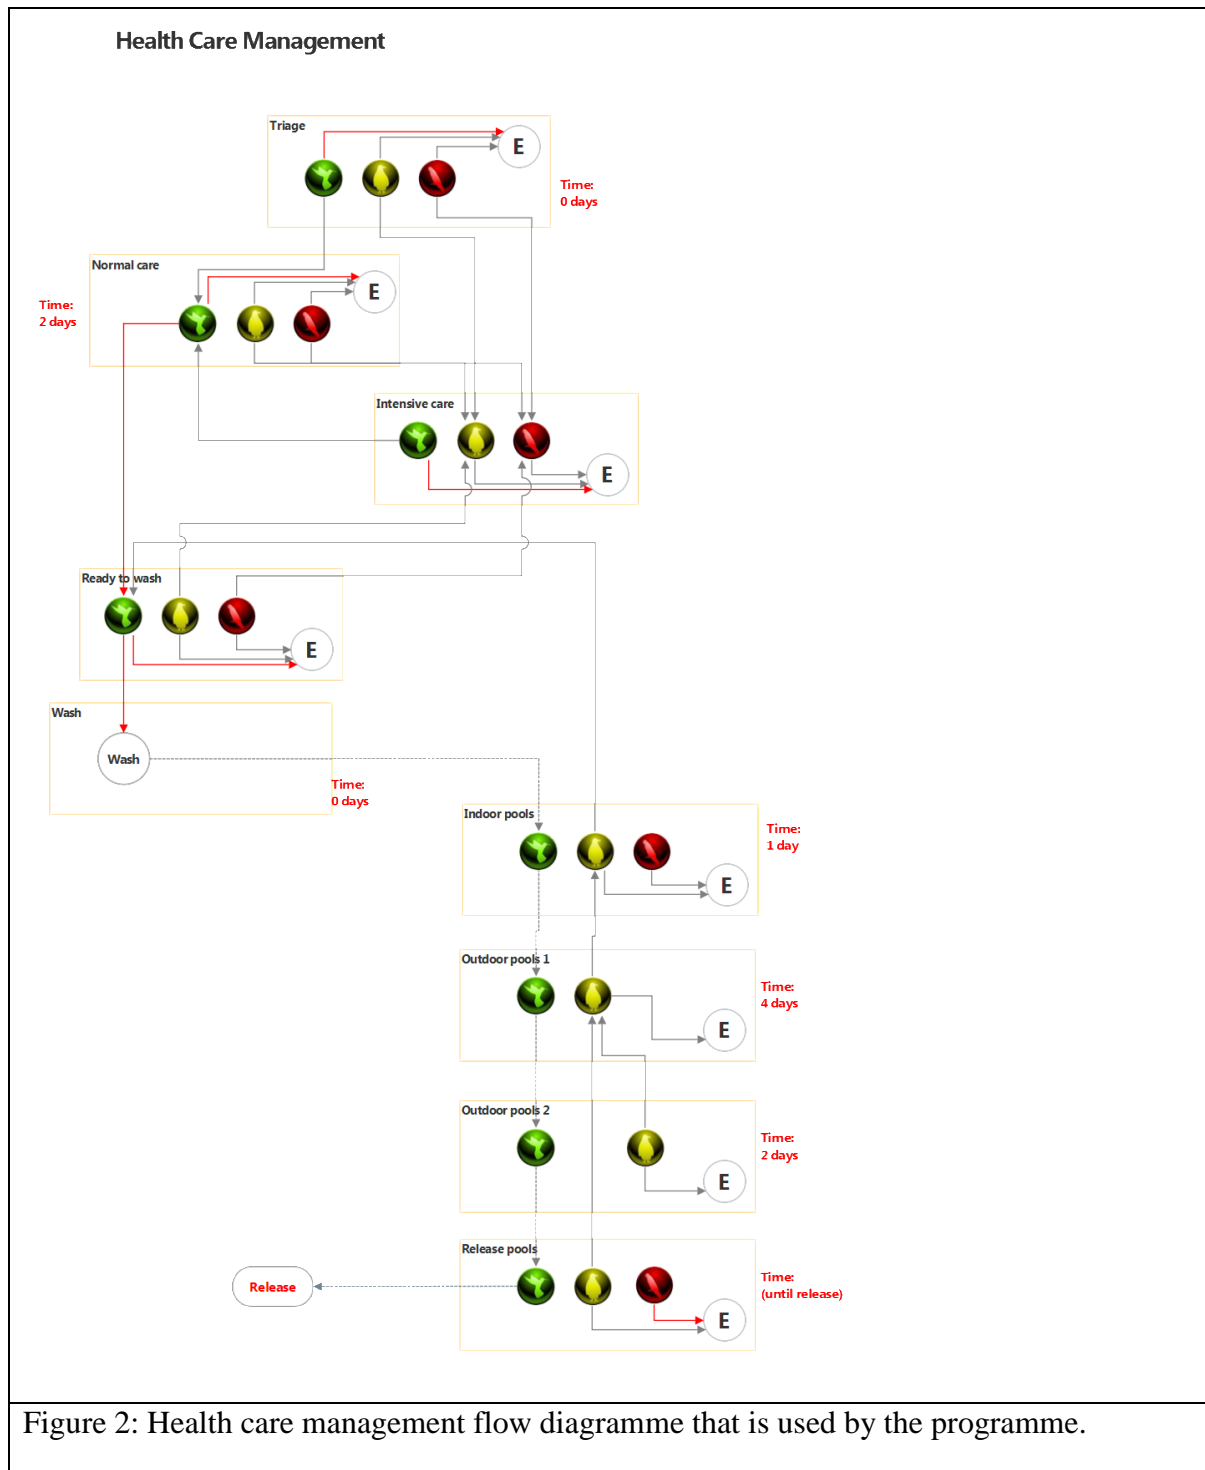 Health Care Management
Triage
E
Time:
0 days
Normal care
E
Time:
2 days
Intensive care
E
Ready to wash
E
Wash
Wash
Time:
0 days
Indoor pools
Time:
1 day
E
Outdoor pools 1
Time:
4 days
E
Outdoor pools 2
Time:
2 days
E
Release pools
Release
Time:
(until release)
E
Figure 2: Health care management flow diagramme that is used by the programme.